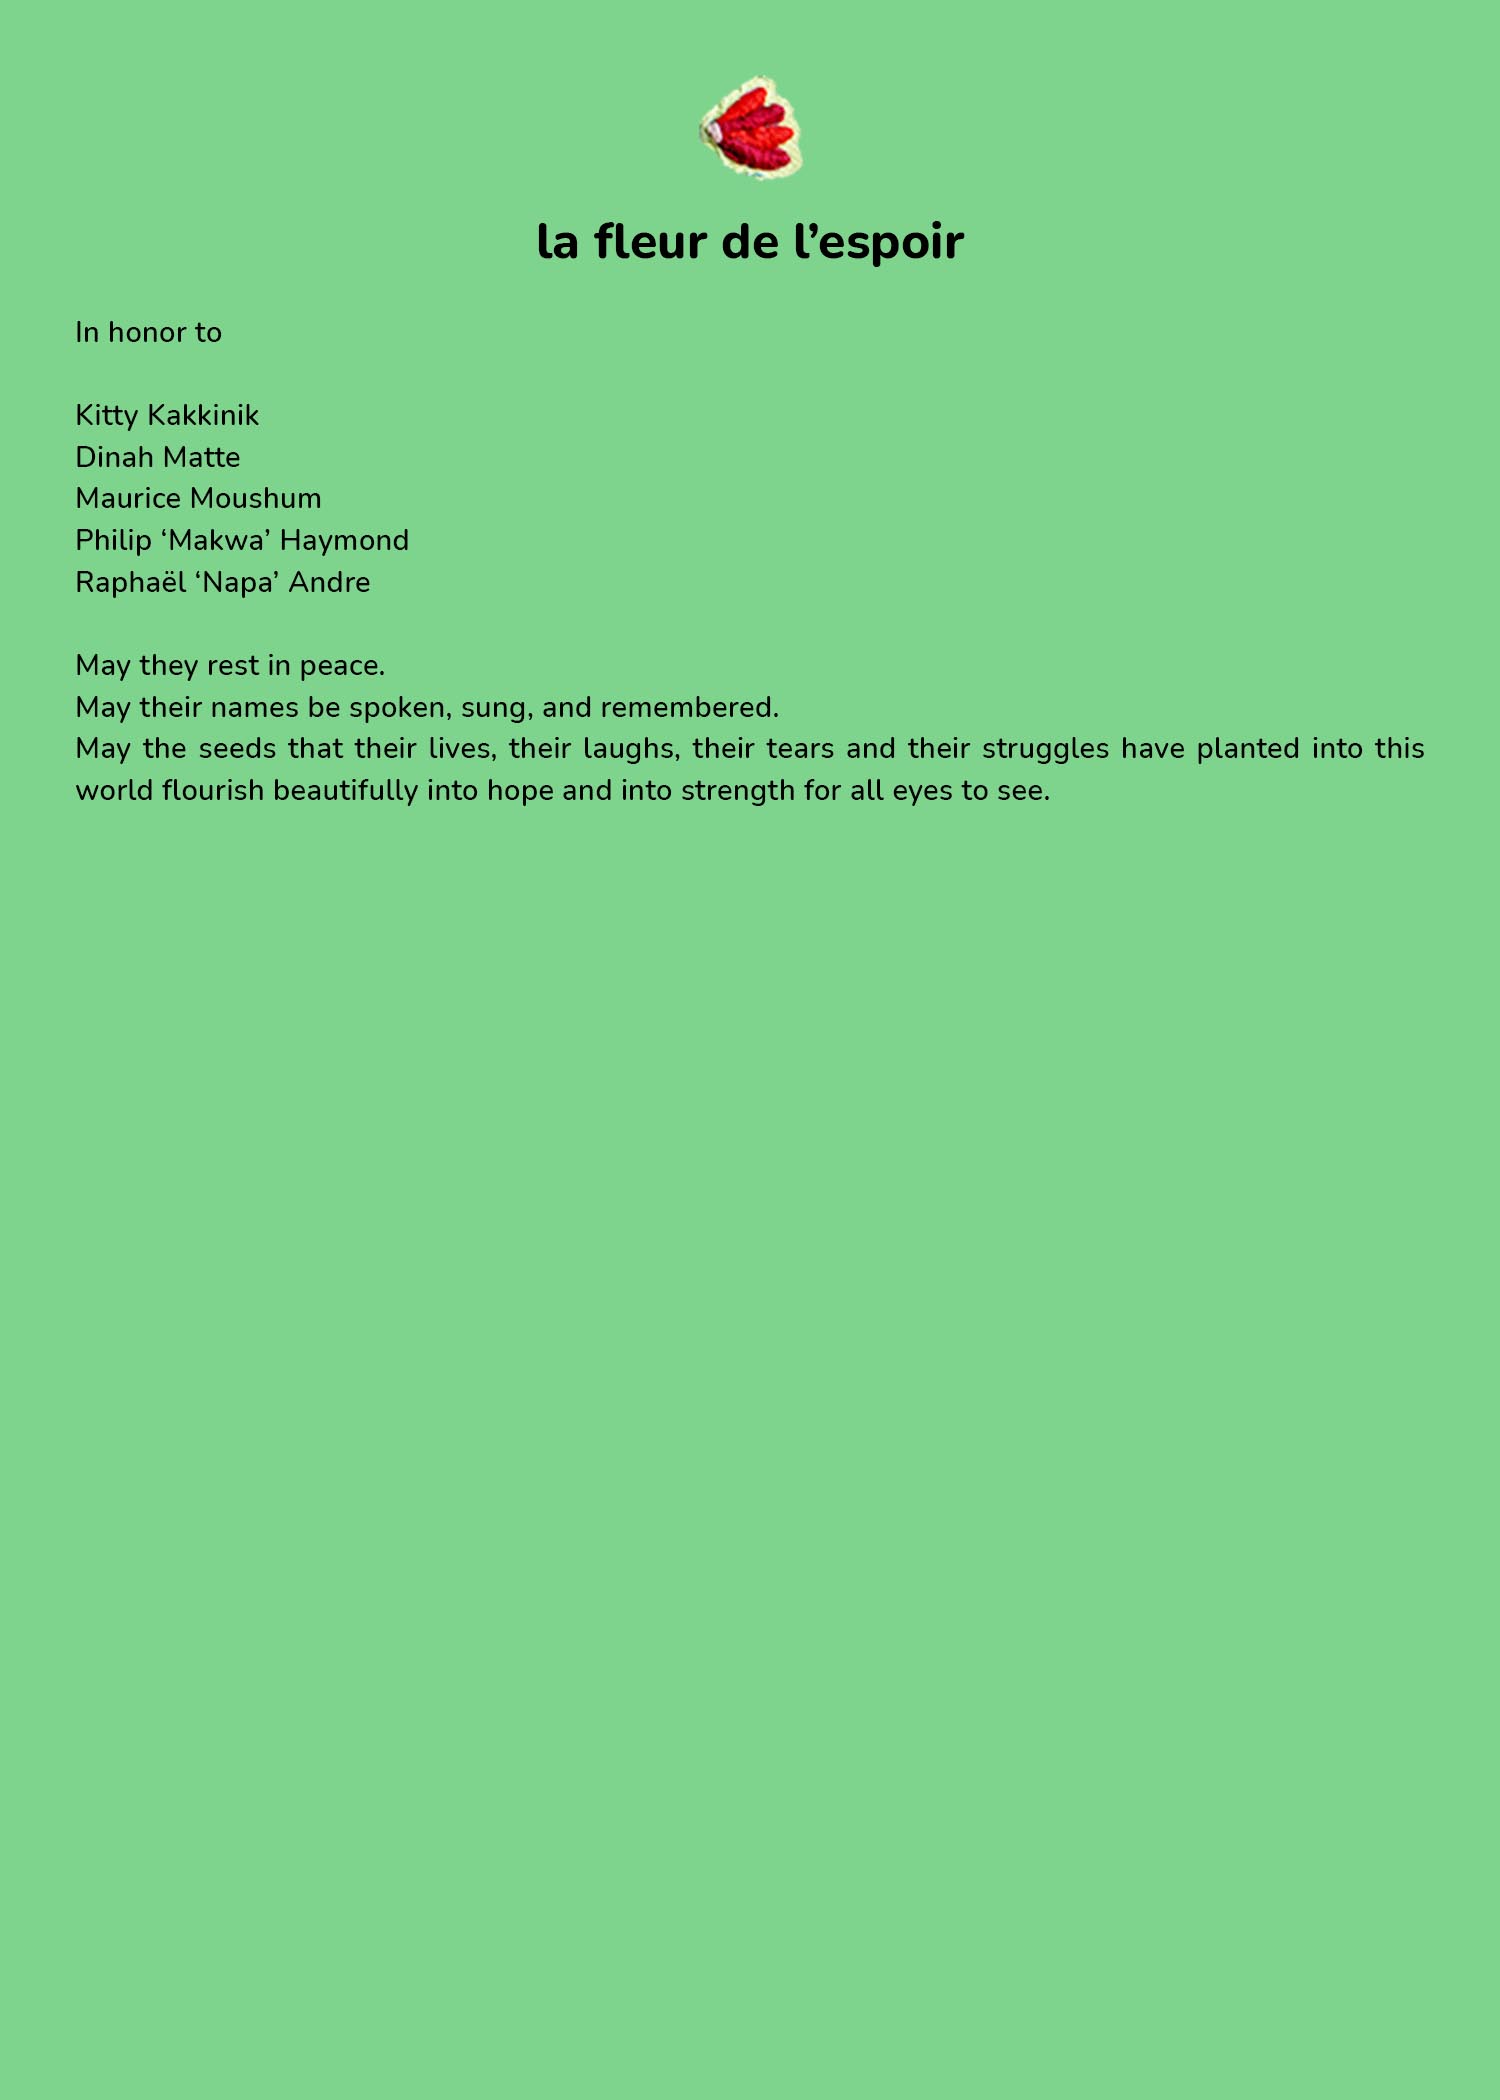 la fleur de l’espoir
In honor to
Kitty Kakkinik
Dinah Matte
Maurice Moushum
Philip ‘Makwa’ Haymond
Raphaël ‘Napa’ Andre
May they rest in peace.
May their names be spoken, sung, and remembered.
May the seeds that their lives, their laughs, their tears and their struggles have planted into this
world flourish beautifully into hope and into strength for all eyes to see.